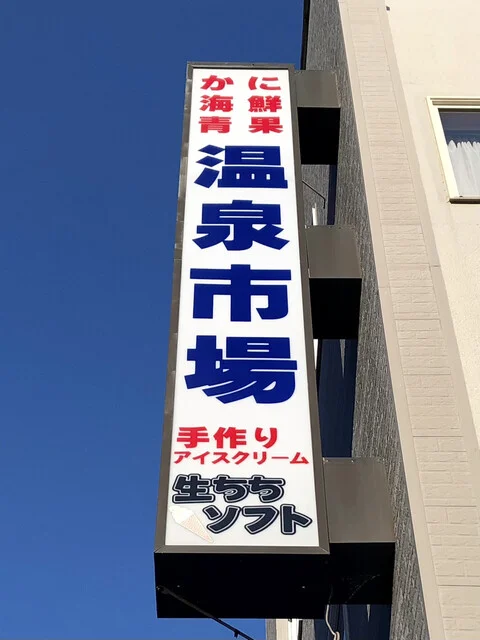 かに
海鮮
青果
温泉市場
手作り
アイスクリーム
生ちち
ソフト